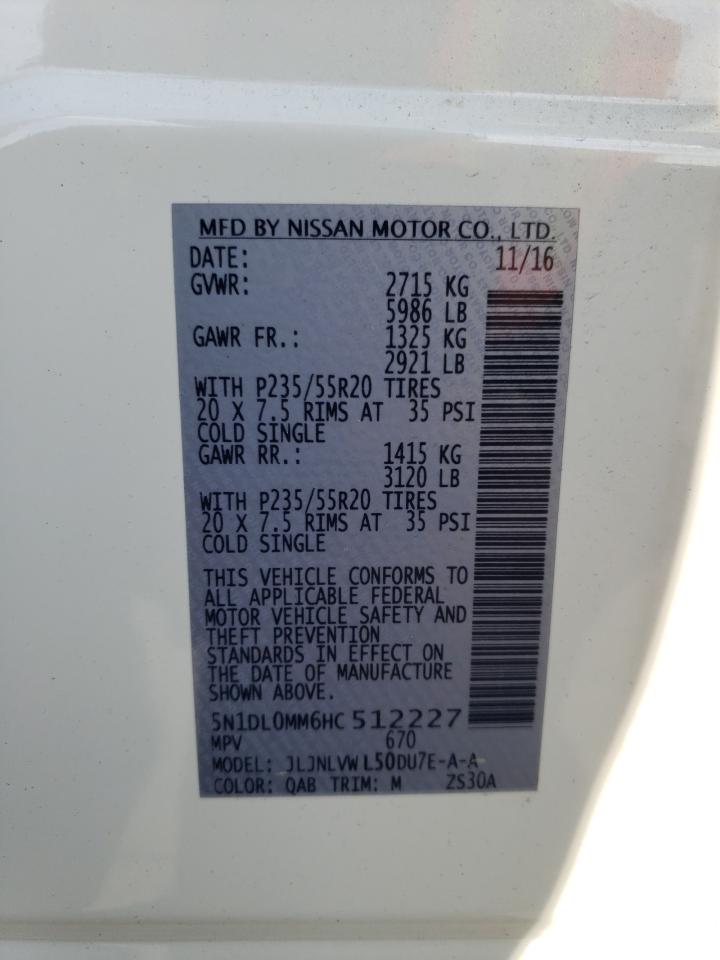 MFD BY NISSAN MOTOR CO., LTD.
DATE: 11/16
GVWR: 2715 KG
5986 LB
GAWR FR.: 1325 KG
2921 LB
WITH P235/55R20 TIRES
20 X 7.5 RIMS AT 35 PSI
COLD SINGLE
GAWR RR.: 1415 KG
3120 LB
WITH P235/55R20 TIRES
20 X 7.5 RIMS AT 35 PSI
COLD SINGLE
THIS VEHICLE CONFORMS TO
ALL APPLICABLE FEDERAL
MOTOR VEHICLE SAFETY AND
THEFT PREVENTION
STANDARDS IN EFFECT ON
THE DATE OF MANUFACTURE
SHOWN ABOVE.
5N1DL0MM6HC512227
MPV 670
MODEL: JLJNLVWL50DU7E-A-A
COLOR: QAB TRIM: M ZS30A